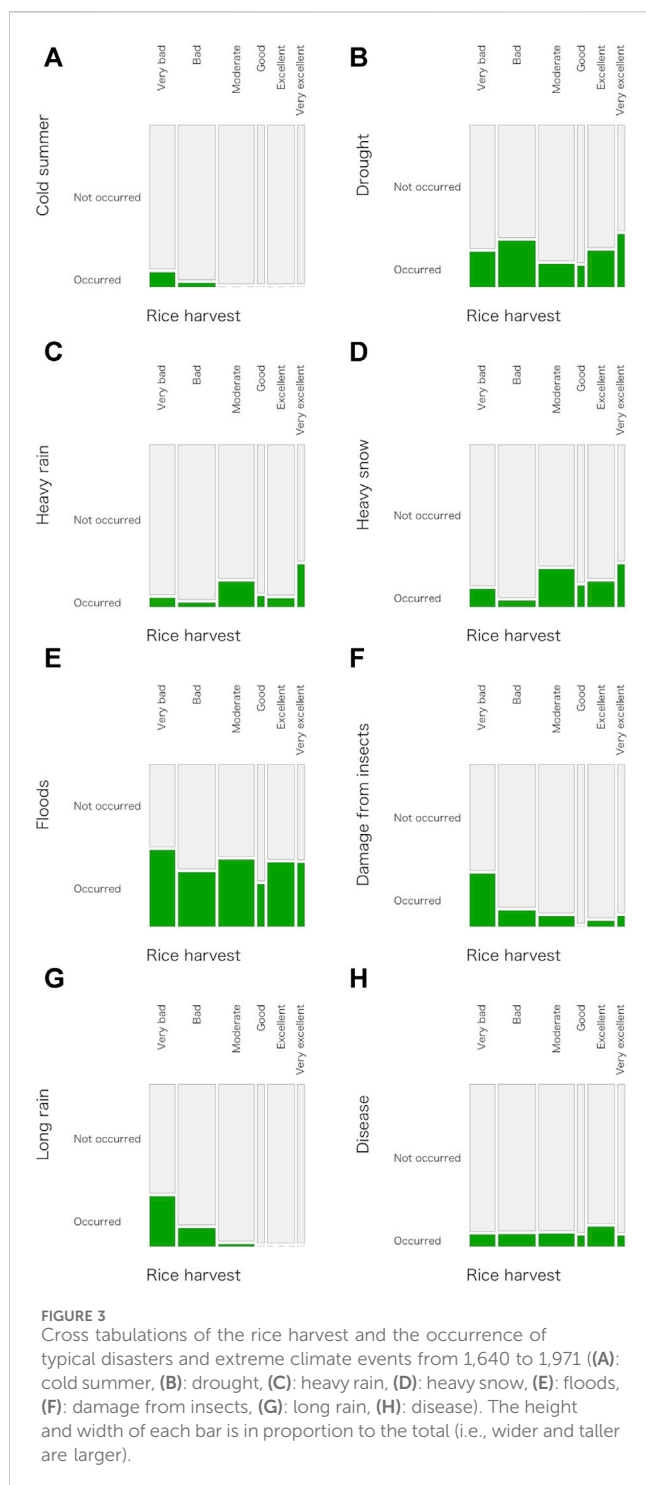 A
Very bad
Bad
Moderate
Good
Excellent
Very excellent
Cold summer
Not occurred
Occurred
Rice harvest
B
Very bad
Bad
Moderate
Good
Excellent
Very excellent
Drought
Not occurred
Occurred
Rice harvest
C
Very bad
Bad
Moderate
Good
Excellent
Very excellent
Heavy rain
Not occurred
Occurred
Rice harvest
D
Very bad
Bad
Moderate
Good
Excellent
Very excellent
Heavy snow
Not occurred
Occurred
Rice harvest
E
Very bad
Bad
Moderate
Good
Excellent
Very excellent
Floods
Not occurred
Occurred
Rice harvest
F
Very bad
Bad
Moderate
Good
Excellent
Very excellent
Damage from insects
Not occurred
Occurred
Rice harvest
G
Very bad
Bad
Moderate
Good
Excellent
Very excellent
Long rain
Not occurred
Occurred
Rice harvest
H
Very bad
Bad
Moderate
Good
Excellent
Very excellent
Disease
Not occurred
Occurred
Rice harvest
FIGURE 3
Cross tabulations of the rice harvest and the occurrence of
typical disasters and extreme climate events from 1,640 to 1,971 ((A):
cold summer, (B): drought, (C): heavy rain, (D): heavy snow, (E): floods,
(F): damage from insects, (G): long rain, (H): disease). The height
and width of each bar is in proportion to the total (i.e., wider and taller
are larger).